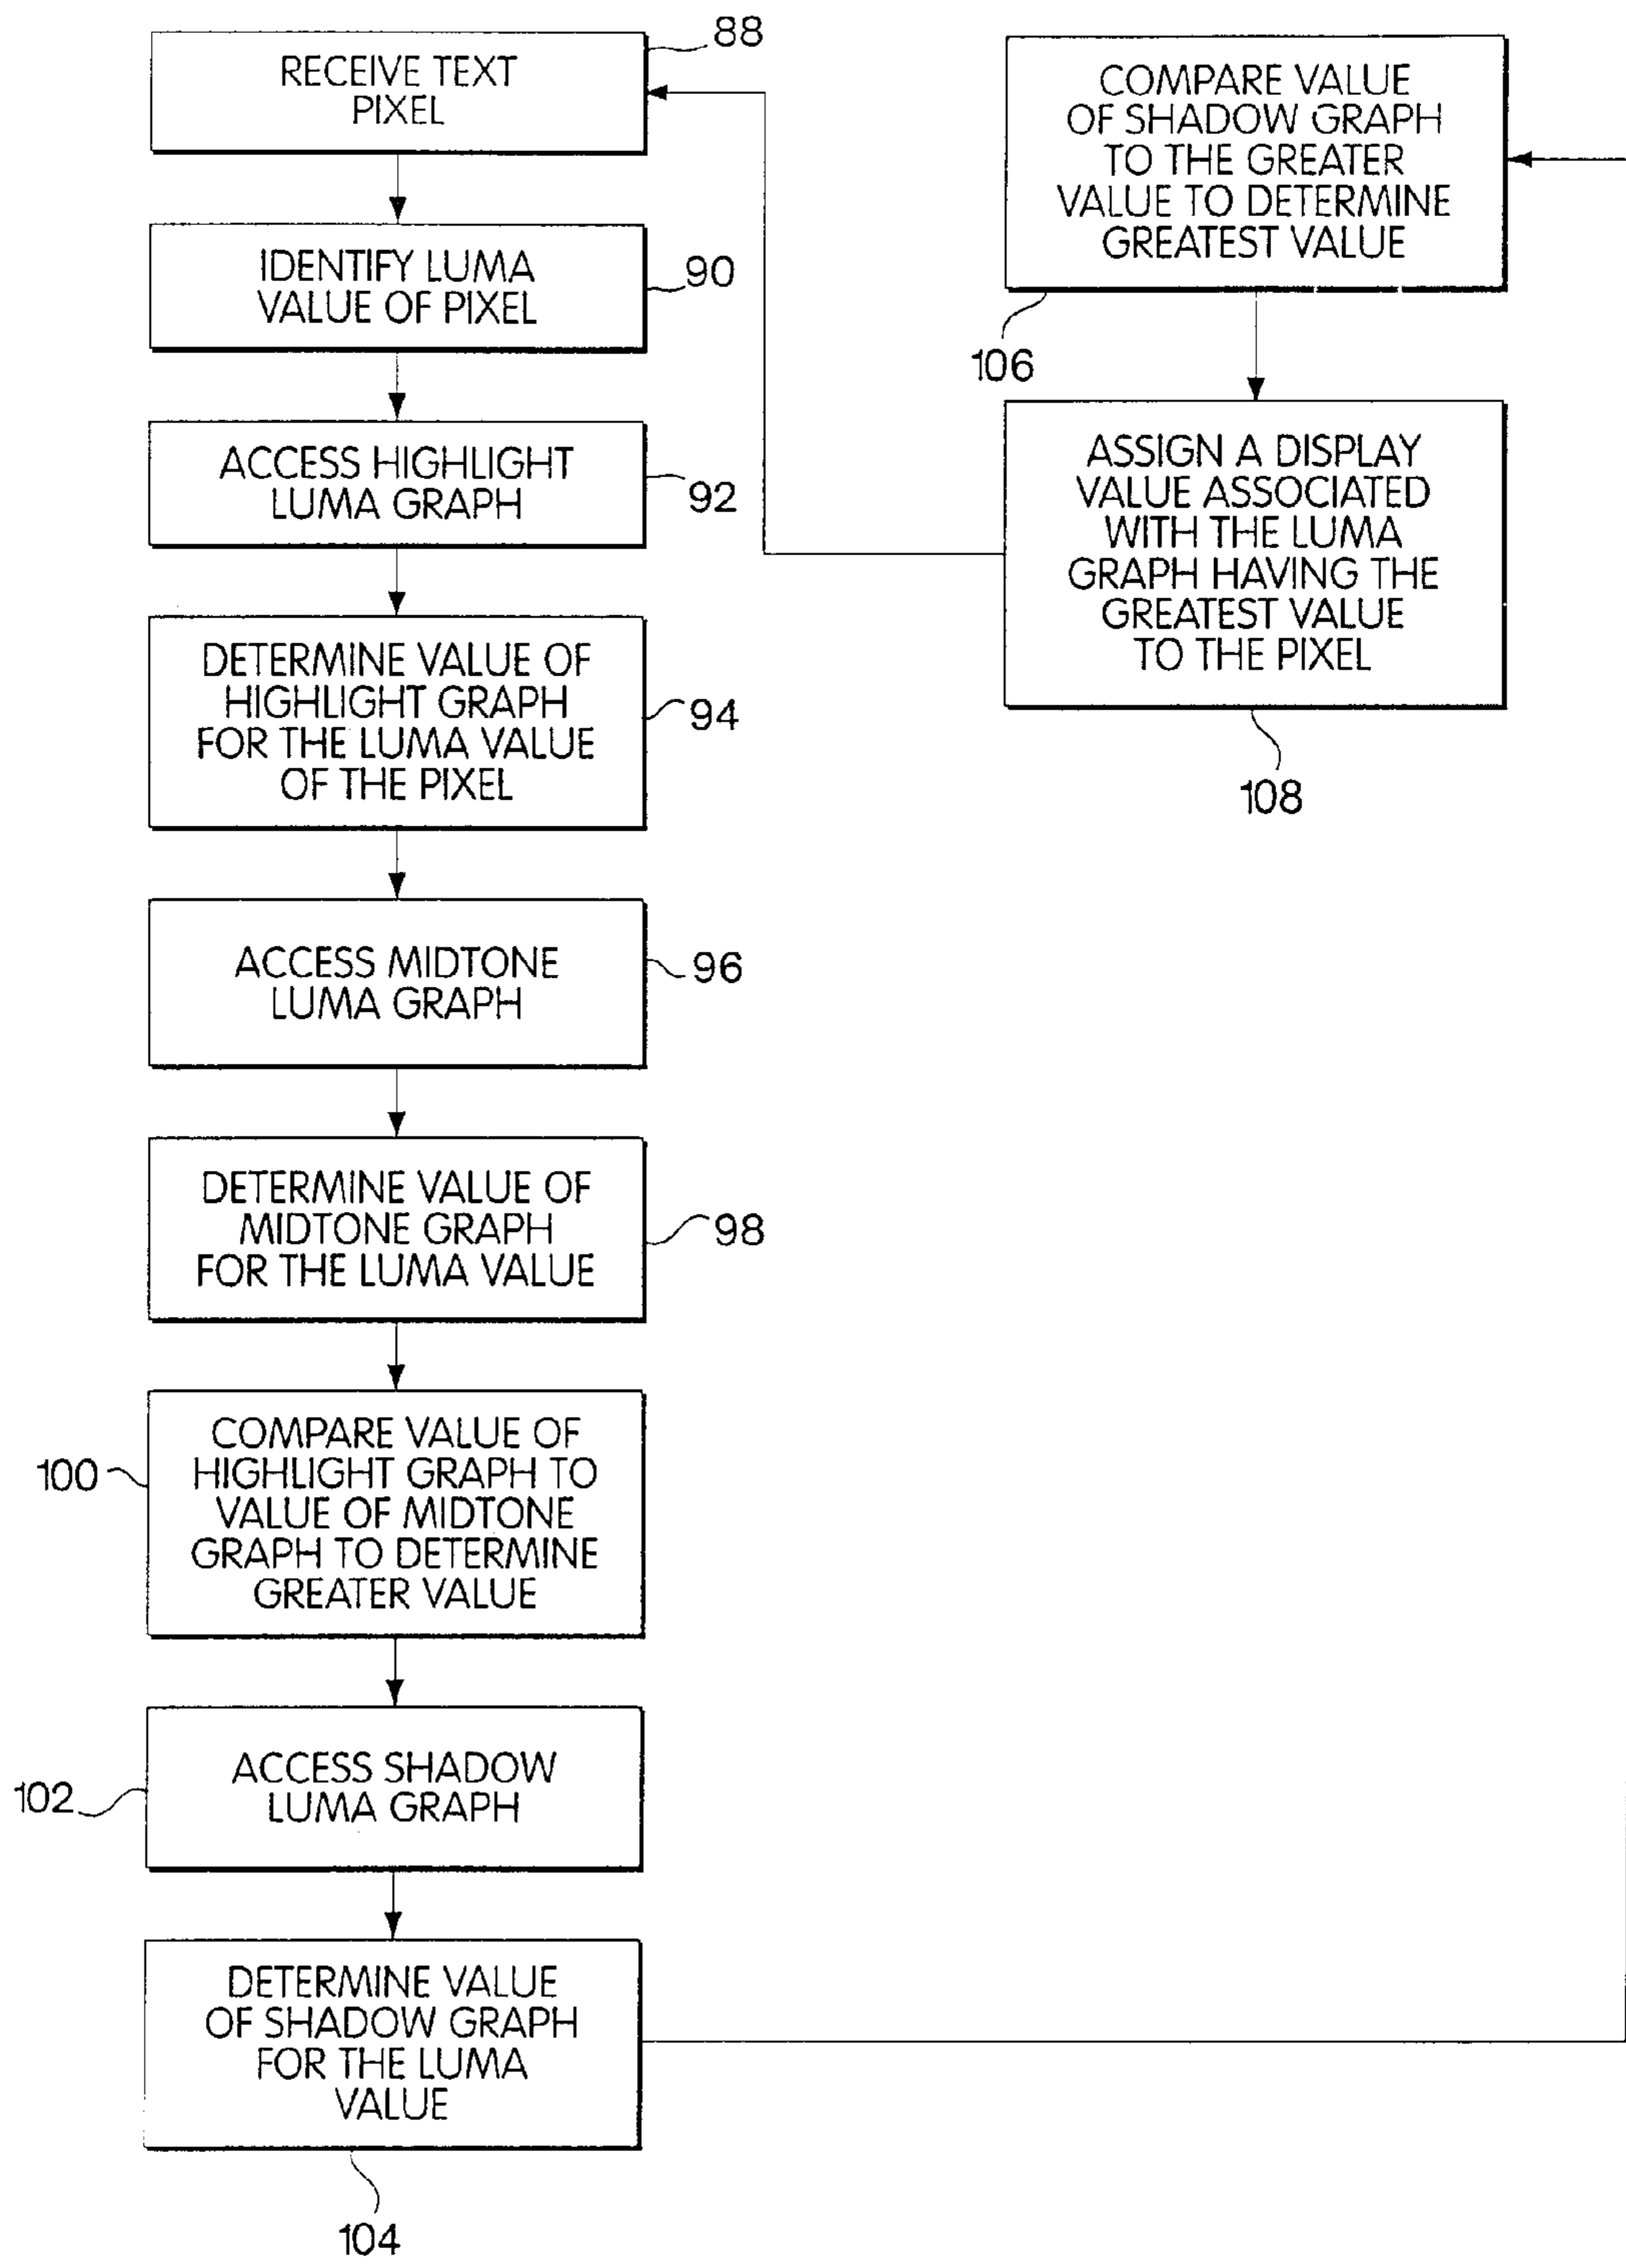 RECEIVE TEXT
PIXEL
88
IDENTIFY LUMA
VALUE OF PIXEL
90
ACCESS HIGHLIGHT
LUMA GRAPH
92
DETERMINE VALUE OF
HIGHLIGHT GRAPH
FOR THE LUMA VALUE
OF THE PIXEL
94
ACCESS MIDTONE
LUMA GRAPH
96
DETERMINE VALUE OF
MIDTONE GRAPH
FOR THE LUMA VALUE
98
COMPARE VALUE OF
HIGHLIGHT GRAPH TO
VALUE OF MIDTONE
GRAPH TO DETERMINE
GREATER VALUE
100
ACCESS SHADOW
LUMA GRAPH
102
DETERMINE VALUE
OF SHADOW GRAPH
FOR THE LUMA
VALUE
104
COMPARE VALUE
OF SHADOW GRAPH
TO THE GREATER
VALUE TO DETERMINE
GREATEST VALUE
106
ASSIGN A DISPLAY
VALUE ASSOCIATED
WITH THE LUMA
GRAPH HAVING THE
GREATEST VALUE
TO THE PIXEL
108